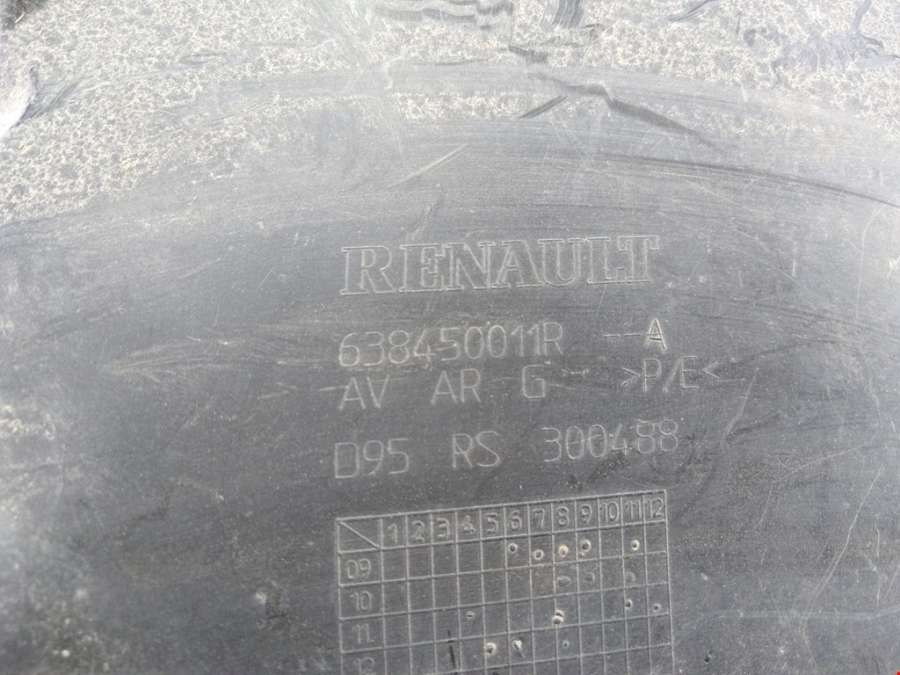 RENAULT
638450011R - A
AV AR G >P/E<
D95 RS 300488
1 2 3 4 5 6 7 8 9 10 11 12
09
10
11